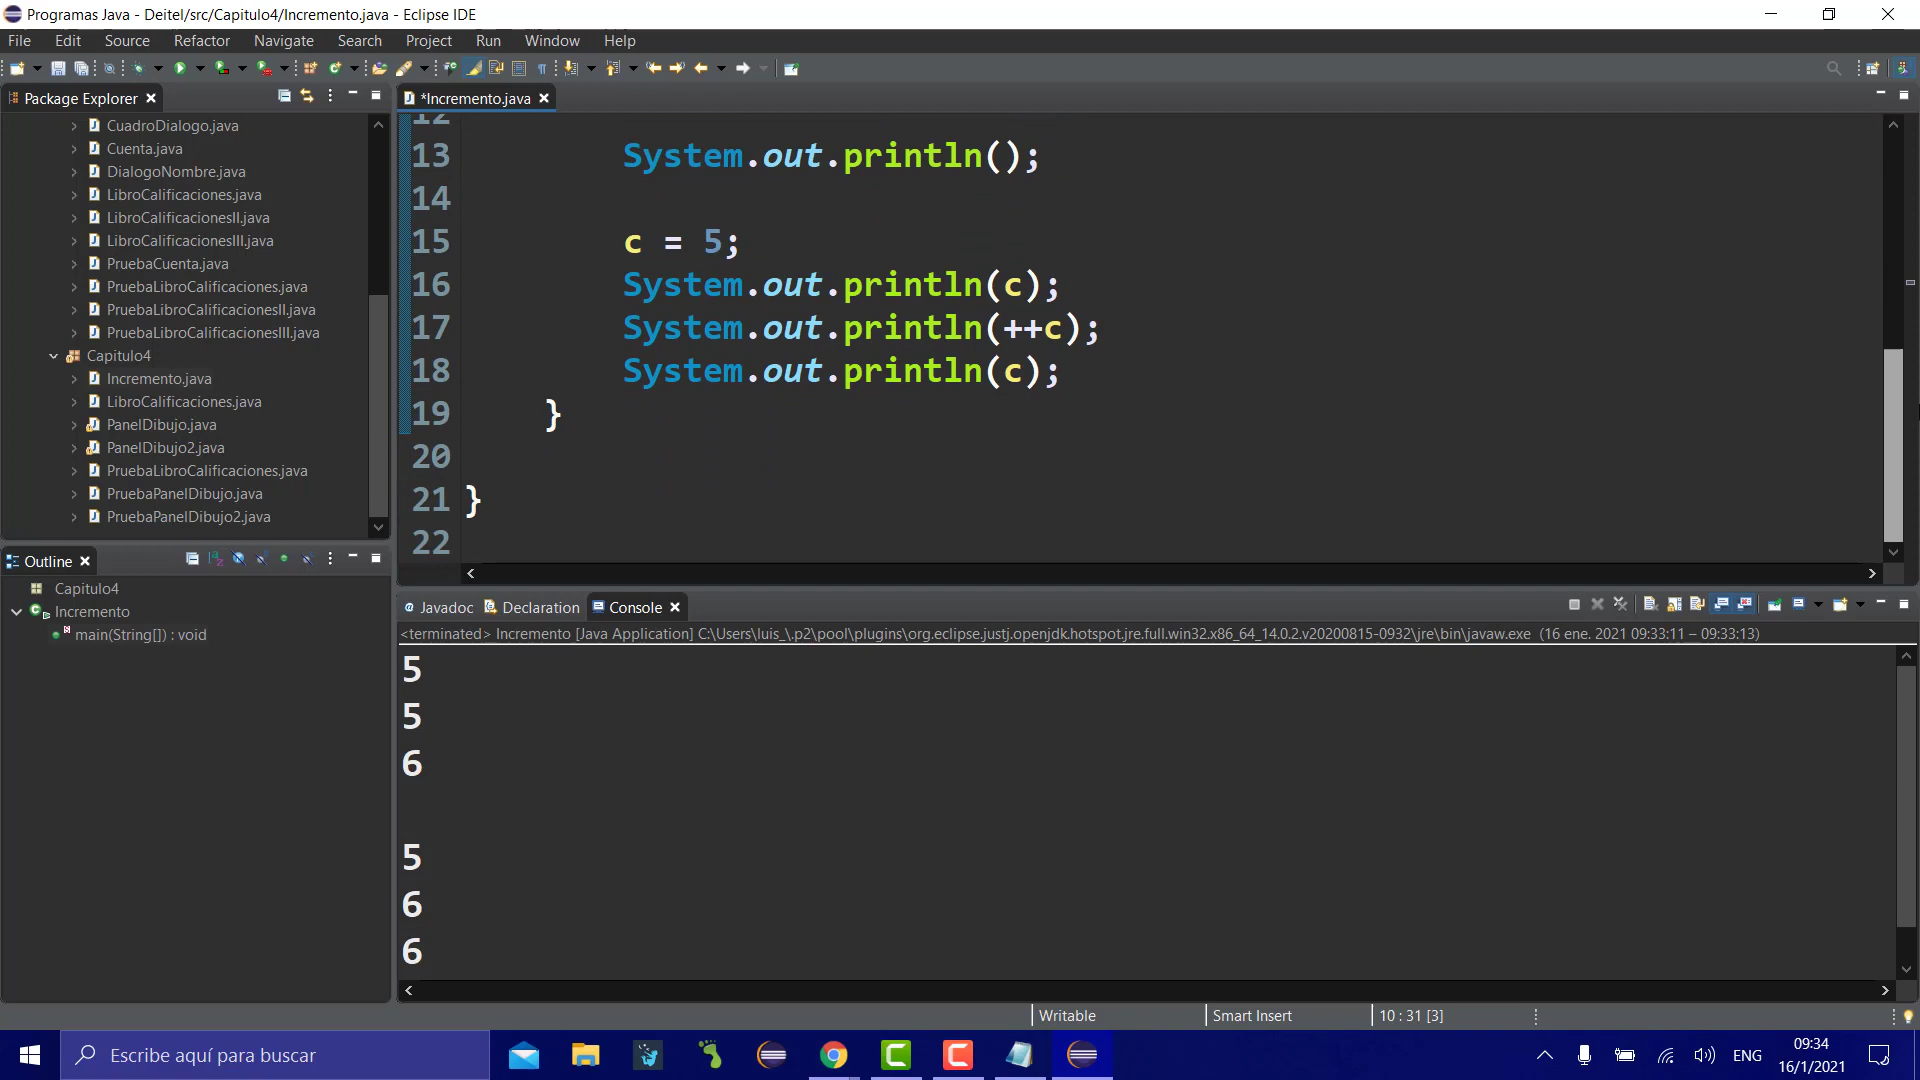 Programas Java - Deitel/src/Capitulo4/Incremento.java - Eclipse IDE
File Edit Source Refactor Navigate Search Project Run Window Help
Package Explorer
CuadroDialogo.java
Cuenta.java
DialogoNombre.java
LibroCalificaciones.java
LibroCalificacionesII.java
LibroCalificacionesIII.java
PruebaCuenta.java
PruebaLibroCalificaciones.java
PruebaLibroCalificacionesII.java
PruebaLibroCalificacionesIII.java
Capitulo4
Incremento.java
LibroCalificaciones.java
PanelDibujo.java
PanelDibujo2.java
PruebaLibroCalificaciones.java
PruebaPanelDibujo.java
PruebaPanelDibujo2.java
Outline
Capitulo4
Incremento
main(String[]) : void
*Incremento.java
12
13 System.out.println();
14
15 c = 5;
16 System.out.println(c);
17 System.out.println(++c);
18 System.out.println(c);
19 }
20
21 }
22
Javadoc Declaration Console
<terminated> Incremento [Java Application] C:\Users\luis_\.p2\pool\plugins\org.eclipse.justj.openjdk.hotspot.jre.full.win32.x86_64_14.0.2.v20200815-0932\jre\bin\javaw.exe (16 ene. 2021 09:33:11 – 09:33:13)
5
5
6
5
6
6
Writable Smart Insert 10 : 31 [3]
Escribe aquí para buscar
ENG
09:34
16/1/2021